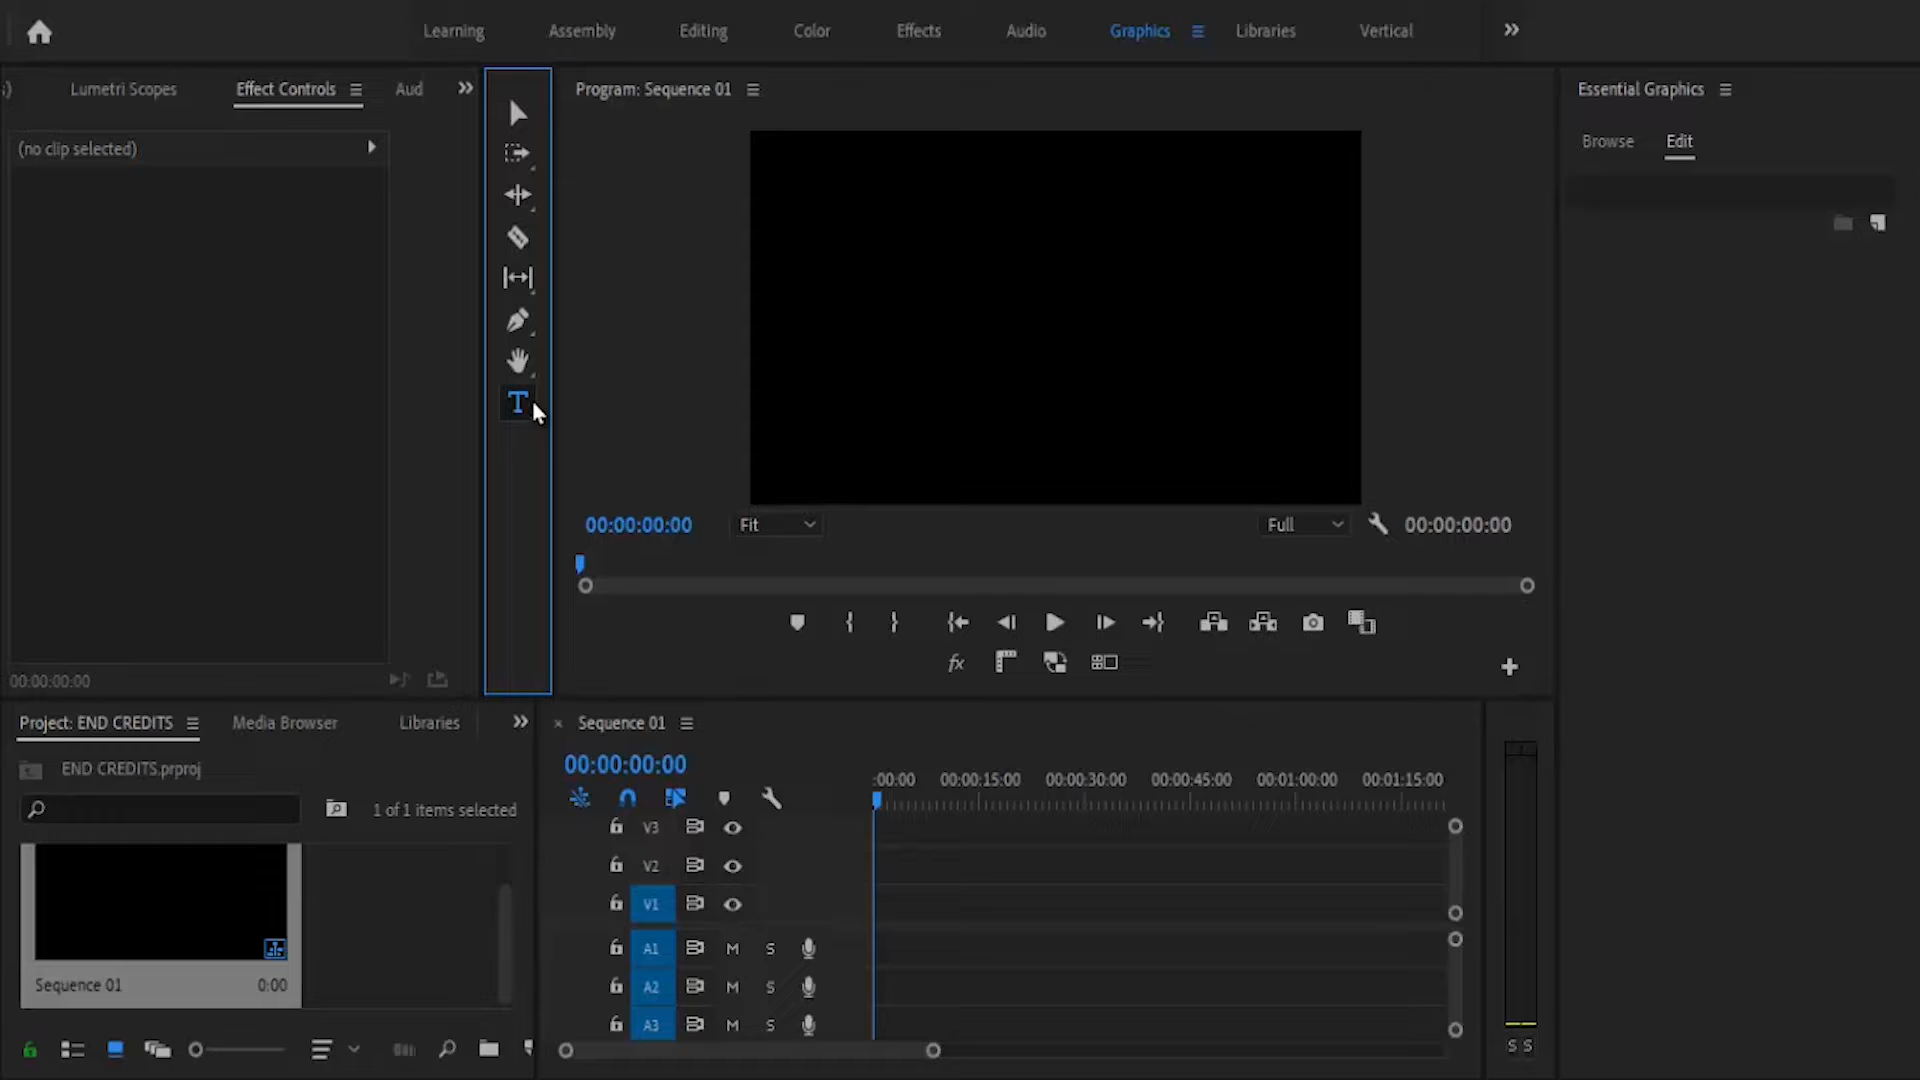 Learning Assembly Editing Color Effects Audio Graphics Libraries Vertical
Lumetri Scopes Effect Controls Aud
(no clip selected)
00:00:00:00
Program: Sequence 01
00:00:00:00 Fit Full 00:00:00:00
fx
Essential Graphics
Browse Edit
Project: END CREDITS Media Browser Libraries
END CREDITS.prproj
1 of 1 items selected
Sequence 01 0:00
Sequence 01
00:00:00:00
:00:00 00:00:15:00 00:00:30:00 00:00:45:00 00:01:00:00 00:01:15:00
V3
V2
V1
A1 M S
A2 M S
A3 M S
S S